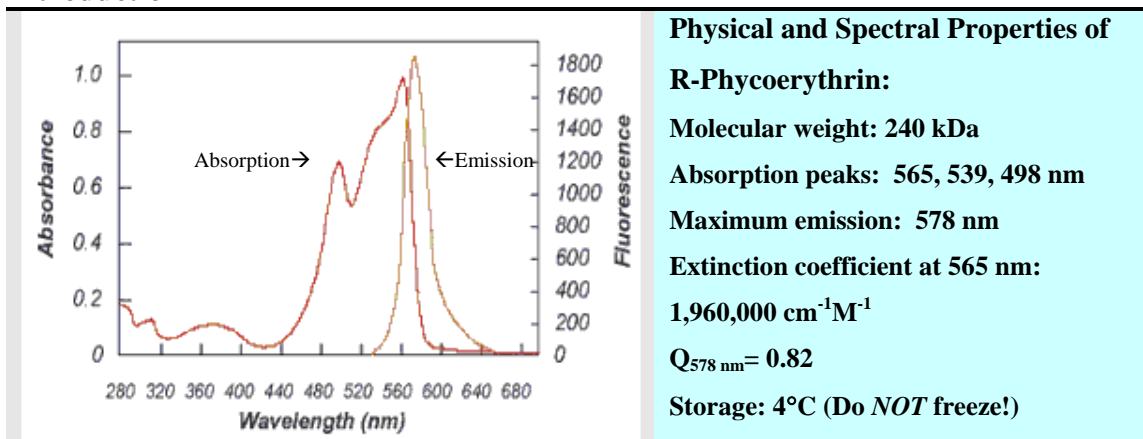 1.0
0.8
0.6
0.4
0.2
0
Absorbance
Absorption→
←Emission
1800
1600
1400
1200
1000
800
600
400
200
0
Fluorescence
280 320 360 400 440 480 520 560 600 640 680
Wavelength (nm)
Physical and Spectral Properties of
R-Phycoerythrin:
Molecular weight: 240 kDa
Absorption peaks: 565, 539, 498 nm
Maximum emission: 578 nm
Extinction coefficient at 565 nm:
1,960,000 cm⁻¹M⁻¹
Q₅₇₈ ₙₘ= 0.82
Storage: 4°C (Do NOT freeze!)